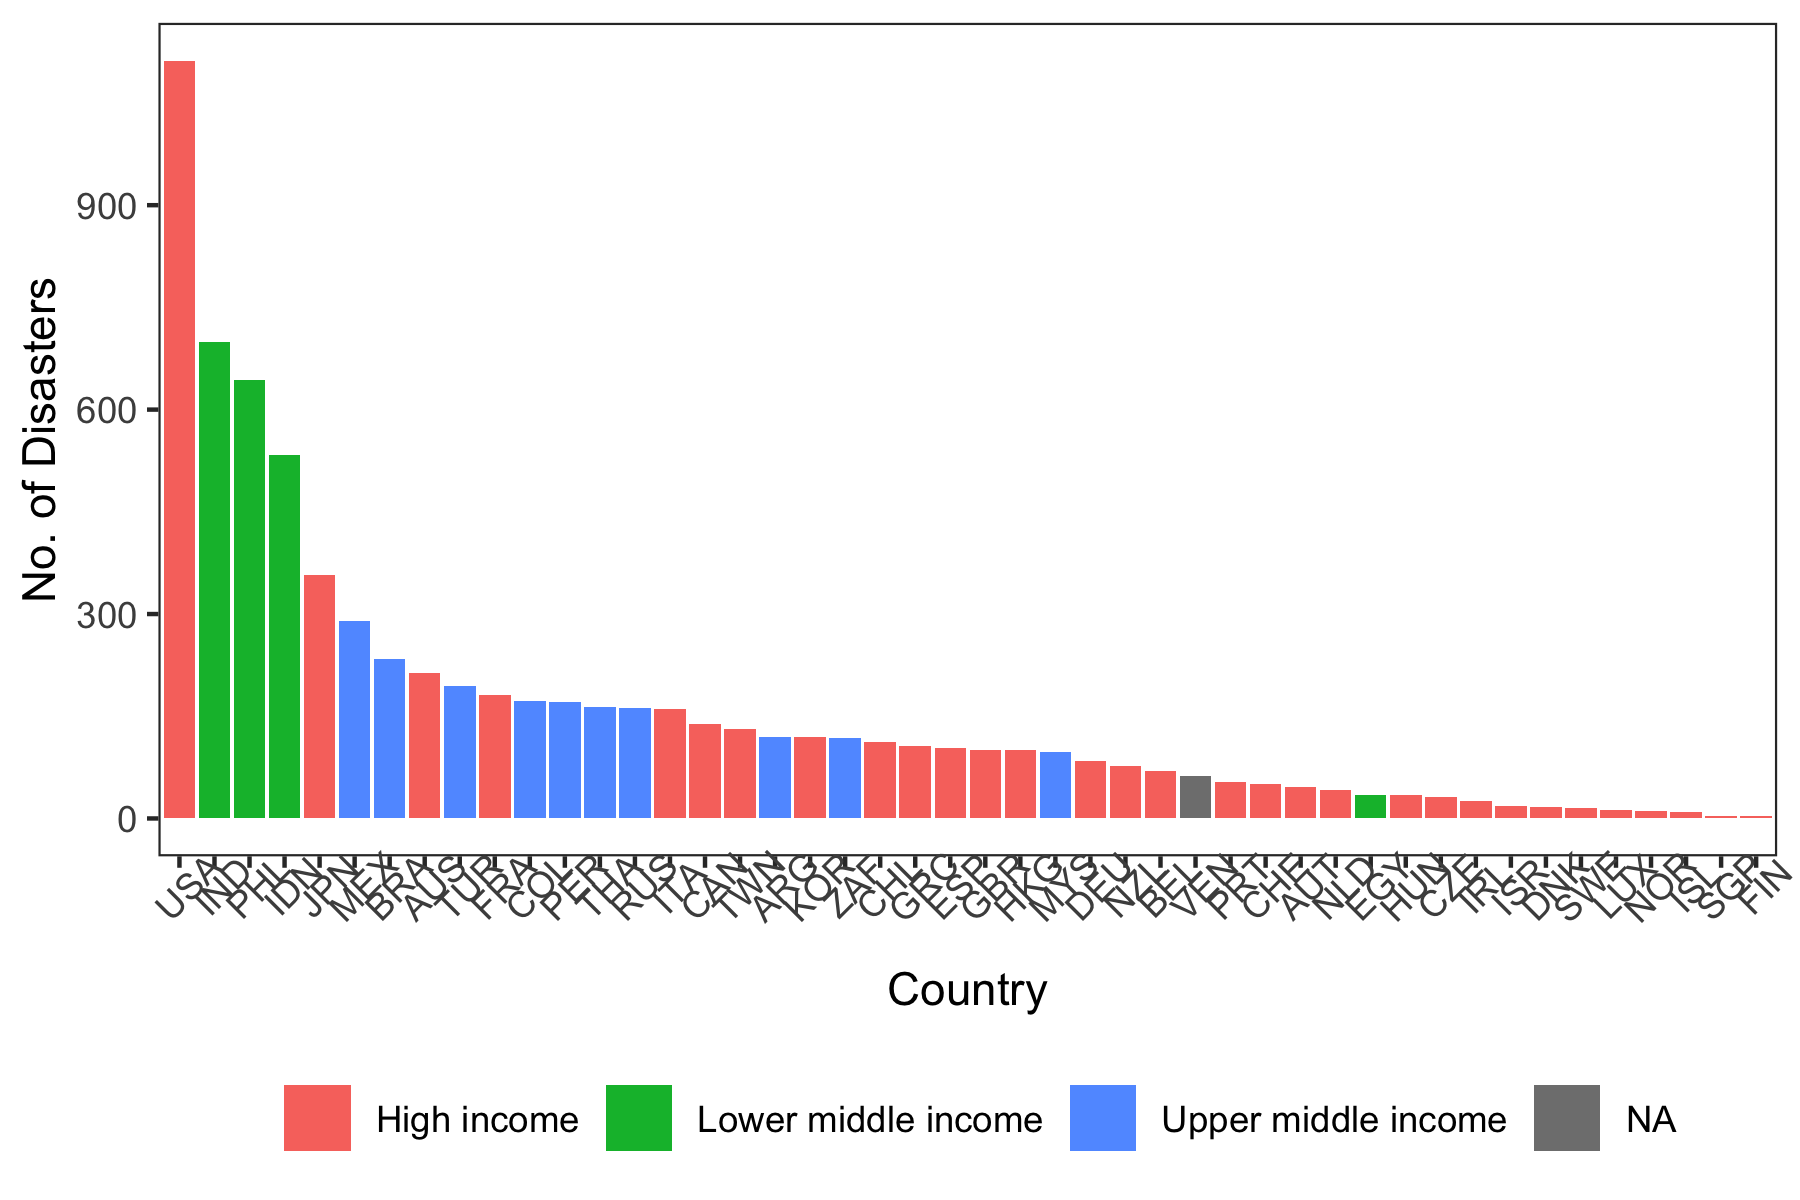 900
600
300
0
No. of Disasters
USA
IND
PHL
IDN
JPN
MEX
BRA
AUS
TUR
FRA
COL
PER
THA
RUS
ITA
CAN
TWN
ARG
KOR
ZAF
CHL
GRC
ESP
GBR
HKG
MYS
DEU
NZL
BEL
VEN
PRT
CHE
AUT
NLD
EGY
HUN
CZE
IRL
ISR
DNK
SWE
LUX
NOR
ISL
SGP
FIN
Country
High income
Lower middle income
Upper middle income
NA